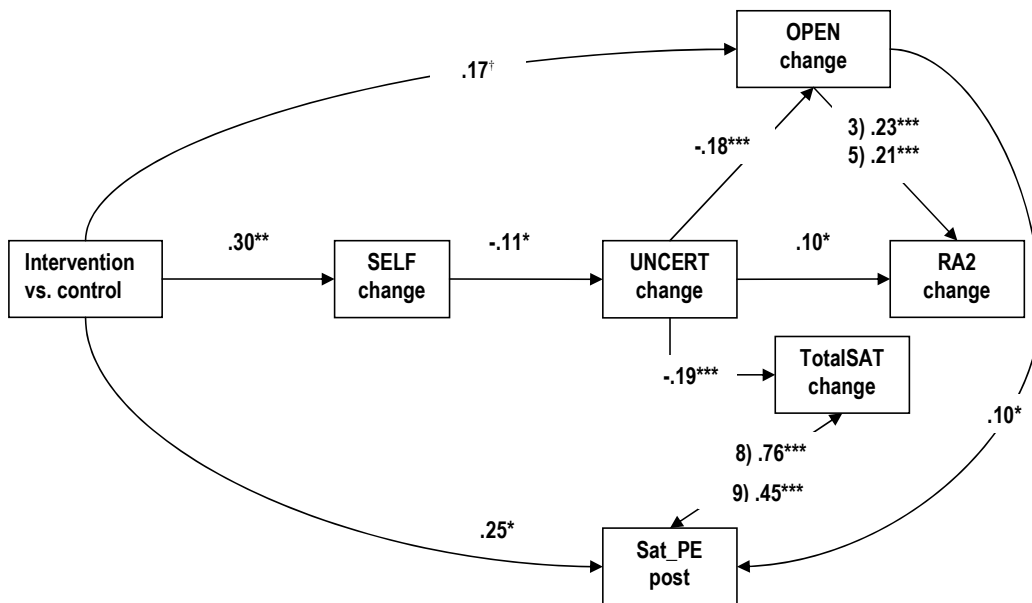 OPEN
change
.17†
3) .23***
-.18***
5) .21***
Intervention
vs. control
.30**
SELF
change
-.11*
UNCERT
change
.10*
RA2
change
TotalSAT
change
-.19***
.10*
8) .76***
9) .45***
.25*
Sat_PE
post